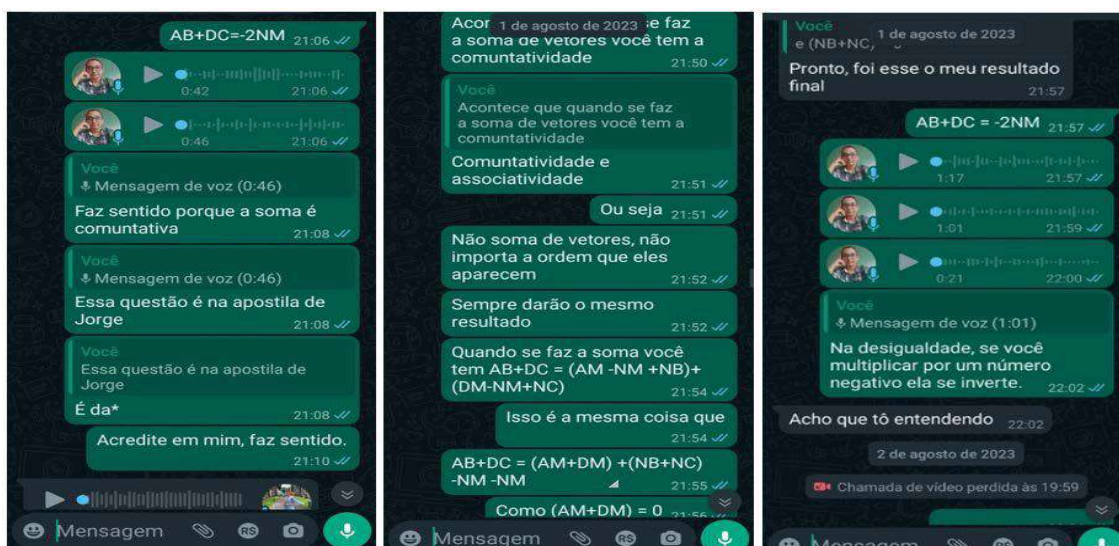 AB+DC=-2NM 21:06
0:42 21:06
0:46 21:06
Você
Mensagem de voz (0:46)
Faz sentido porque a soma é
comuntativa 21:08
Você
Mensagem de voz (0:46)
Essa questão é na apostila de
Jorge 21:08
Você
Essa questão é na apostila de
Jorge
É da* 21:08
Acredite em mim, faz sentido.
21:10
Mensagem
RS
1 de agosto de 2023
a soma de vetores você tem a
comuntatividade 21:50
Você
Acontece que quando se faz
a soma de vetores você tem a
comuntatividade
Comuntatividade e
associatividade 21:51
Ou seja 21:51
Não soma de vetores, não
importa a ordem que eles
aparecem 21:52
Sempre darão o mesmo
resultado 21:52
Quando se faz a soma você
tem AB+DC = (AM -NM +NB)+
(DM-NM+NC) 21:54
Isso é a mesma coisa que
21:54
AB+DC = (AM+DM) +(NB+NC)
-NM -NM 21:55
Como (AM+DM) = 0 21:56
Mensagem
RS
Você
1 de agosto de 2023
e (NB+NC)
Pronto, foi esse o meu resultado
final 21:57
AB+DC = -2NM 21:57
1:17 21:57
1:01 21:59
0:21 22:00
Você
Mensagem de voz (1:01)
Na desigualdade, se você
multiplicar por um número
negativo ela se inverte. 22:02
Acho que tô entendendo 22:02
2 de agosto de 2023
Chamada de vídeo perdida às 19:59
Mensagem
RS